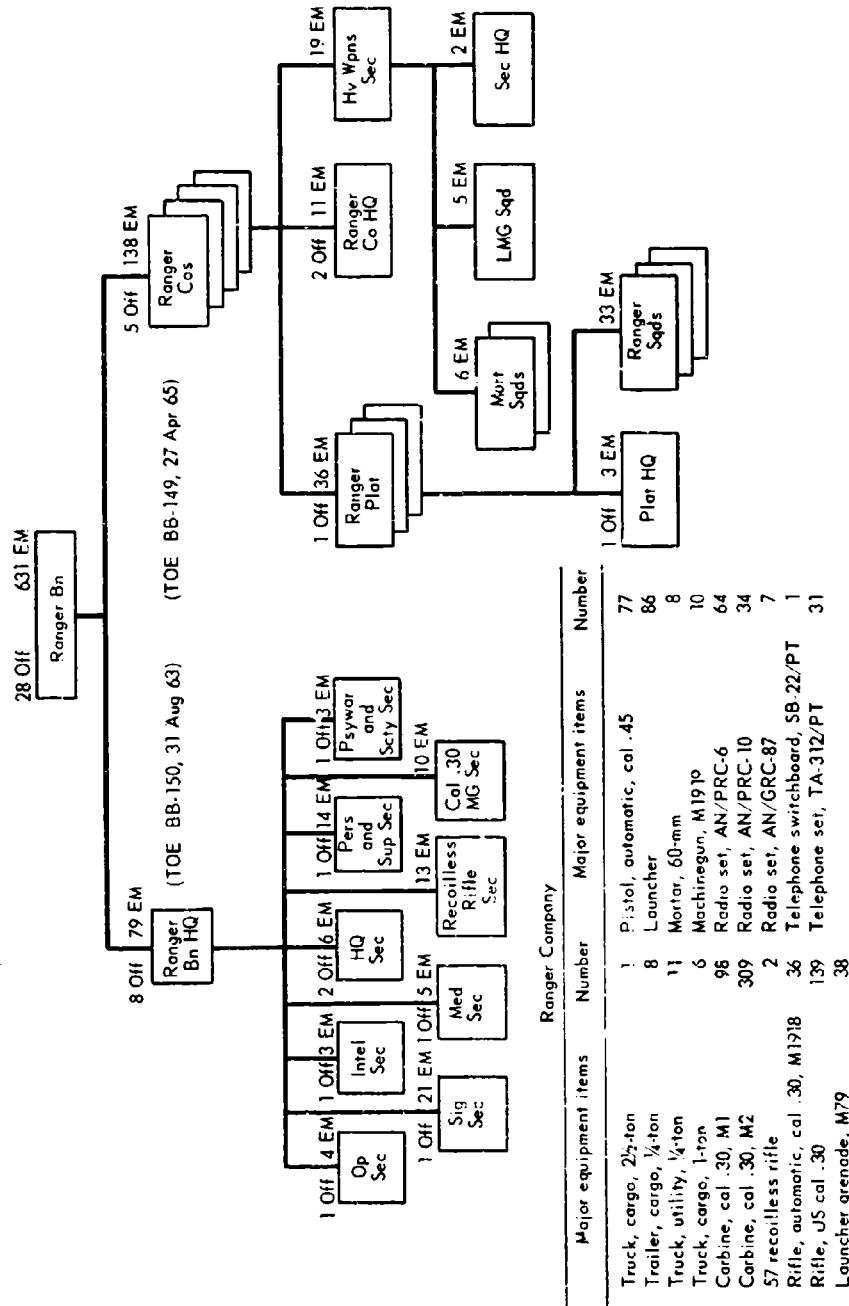 28 Off 631 EM
Ranger Bn
8 Off 79 EM
Ranger
Bn HQ
(TOE BB-150, 31 Aug 63)
(TOE BB-149, 27 Apr 65)
5 Off 138 EM
Ranger
Cos
1 Off 4 EM
Op
Sec
1 Off 21 EM
Sig
Sec
1 Off 3 EM
Intel
Sec
1 Off 5 EM
Med
Sec
2 Off 6 EM
HQ
Sec
13 EM
Recoilless
Rifle
Sec
1 Off 14 EM
Pers
and
Sup Sec
10 EM
Cal .30
MG Sec
1 Off 3 EM
Psywar
and
Scty Sec
1 Off 36 EM
Ranger
Plat
2 Off 11 EM
Ranger
Co HQ
19 EM
Hv Wpns
Sec
6 EM
Mort
Sqds
5 EM
LMG Sqd
2 EM
Sec HQ
1 Off 3 EM
Plat HQ
33 EM
Ranger
Sqds
Ranger Company
Major equipment items Number Major equipment items Number
Truck, cargo, 2½-ton 1 Pistol, automatic, cal .45 77
Trailer, cargo, ¼-ton 8 Launcher 86
Truck, utility, ¼-ton 11 Mortar, 60-mm 8
Truck, cargo, 1-ton 6 Machinegun, M1919 10
Carbine, cal .30, M1 98 Radio set, AN/PRC-6 64
Carbine, cal .30, M2 309 Radio set, AN/PRC-10 34
57 recoilless rifle 2 Radio set, AN/GRC-87 7
Rifle, automatic, cal .30, M1918 36 Telephone switchboard, SB-22/PT 1
Rifle, US cal .30 139 Telephone set, TA-312/PT 31
Launcher grenade, M79 38